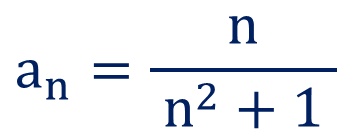 aₙ = n / (n² + 1)